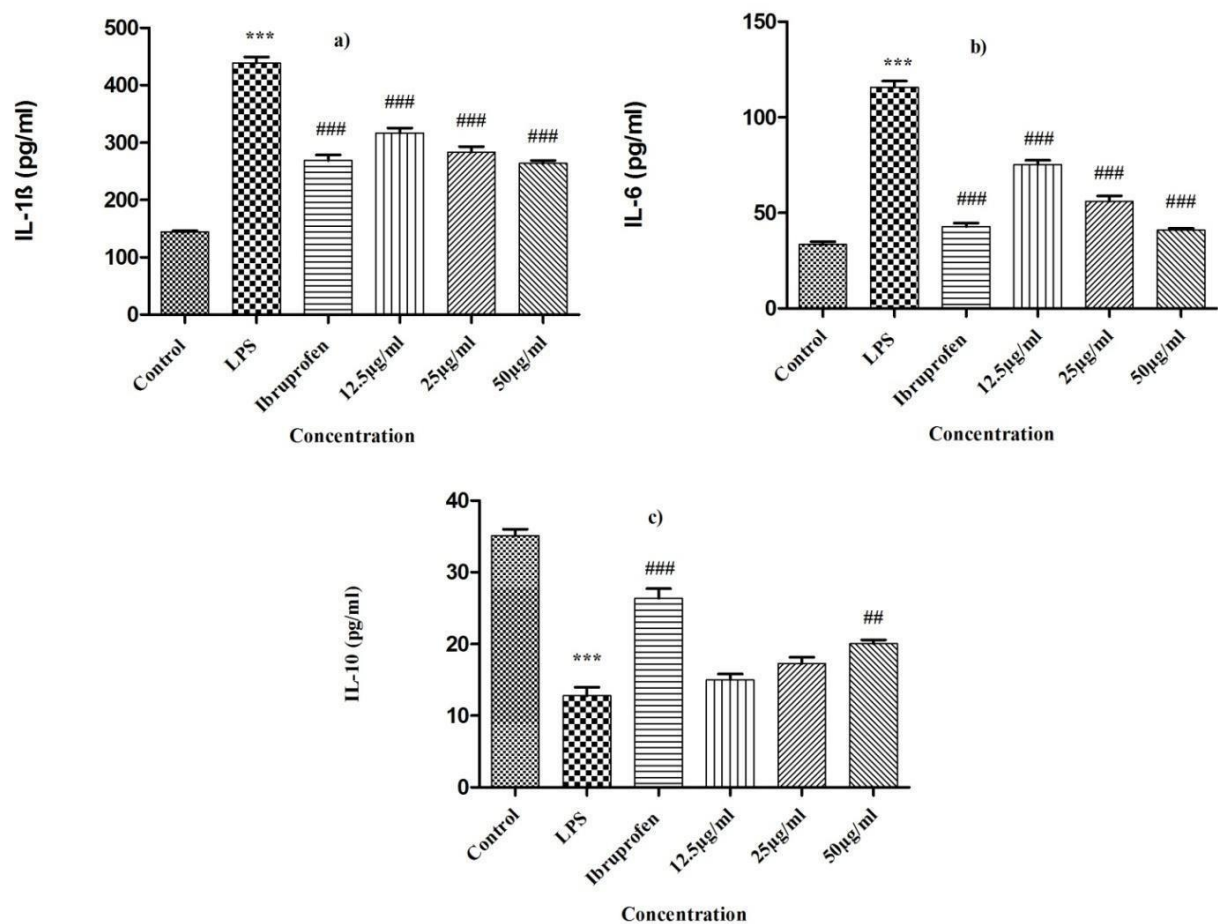 a)
IL-1ß (pg/ml)
500
400
300
200
100
0
***
###
###
###
###
Control
LPS
Ibruprofen
12.5µg/ml
25µg/ml
50µg/ml
Concentration
b)
IL-6 (pg/ml)
150
100
50
0
***
###
###
###
###
Control
LPS
Ibruprofen
12.5µg/ml
25µg/ml
50µg/ml
Concentration
c)
IL-10 (pg/ml)
40
30
20
10
0
***
###
##
Control
LPS
Ibruprofen
12.5µg/ml
25µg/ml
50µg/ml
Concentration